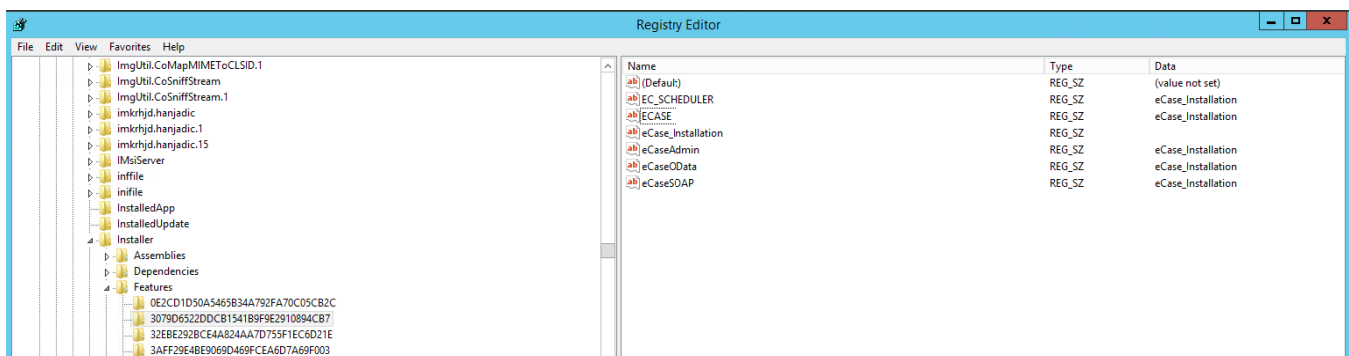 Registry Editor
File Edit View Favorites Help
ImgUtil.CoMapMIMEToCLSID.1
ImgUtil.CoSniffStream
ImgUtil.CoSniffStream.1
imkrhjd.hanjadic
imkrhjd.hanjadic.1
imkrhjd.hanjadic.15
IMsiServer
inffile
inifile
InstalledApp
InstalledUpdate
Installer
Assemblies
Dependencies
Features
0E2CD1D50A5465B34A792FA70C05CB2C
3079D6522DDCB1541B9F9E2910894CB7
32EBE292BCE4A824AA7D755F1EC6D21E
3AFF29E4BE9069D469FCEA6D7A69F003
Name Type Data
(Default) REG_SZ (value not set)
EC_SCHEDULER REG_SZ eCase_Installation
ECASE REG_SZ eCase_Installation
eCase_Installation REG_SZ
eCaseAdmin REG_SZ eCase_Installation
eCaseOData REG_SZ eCase_Installation
eCaseSOAP REG_SZ eCase_Installation